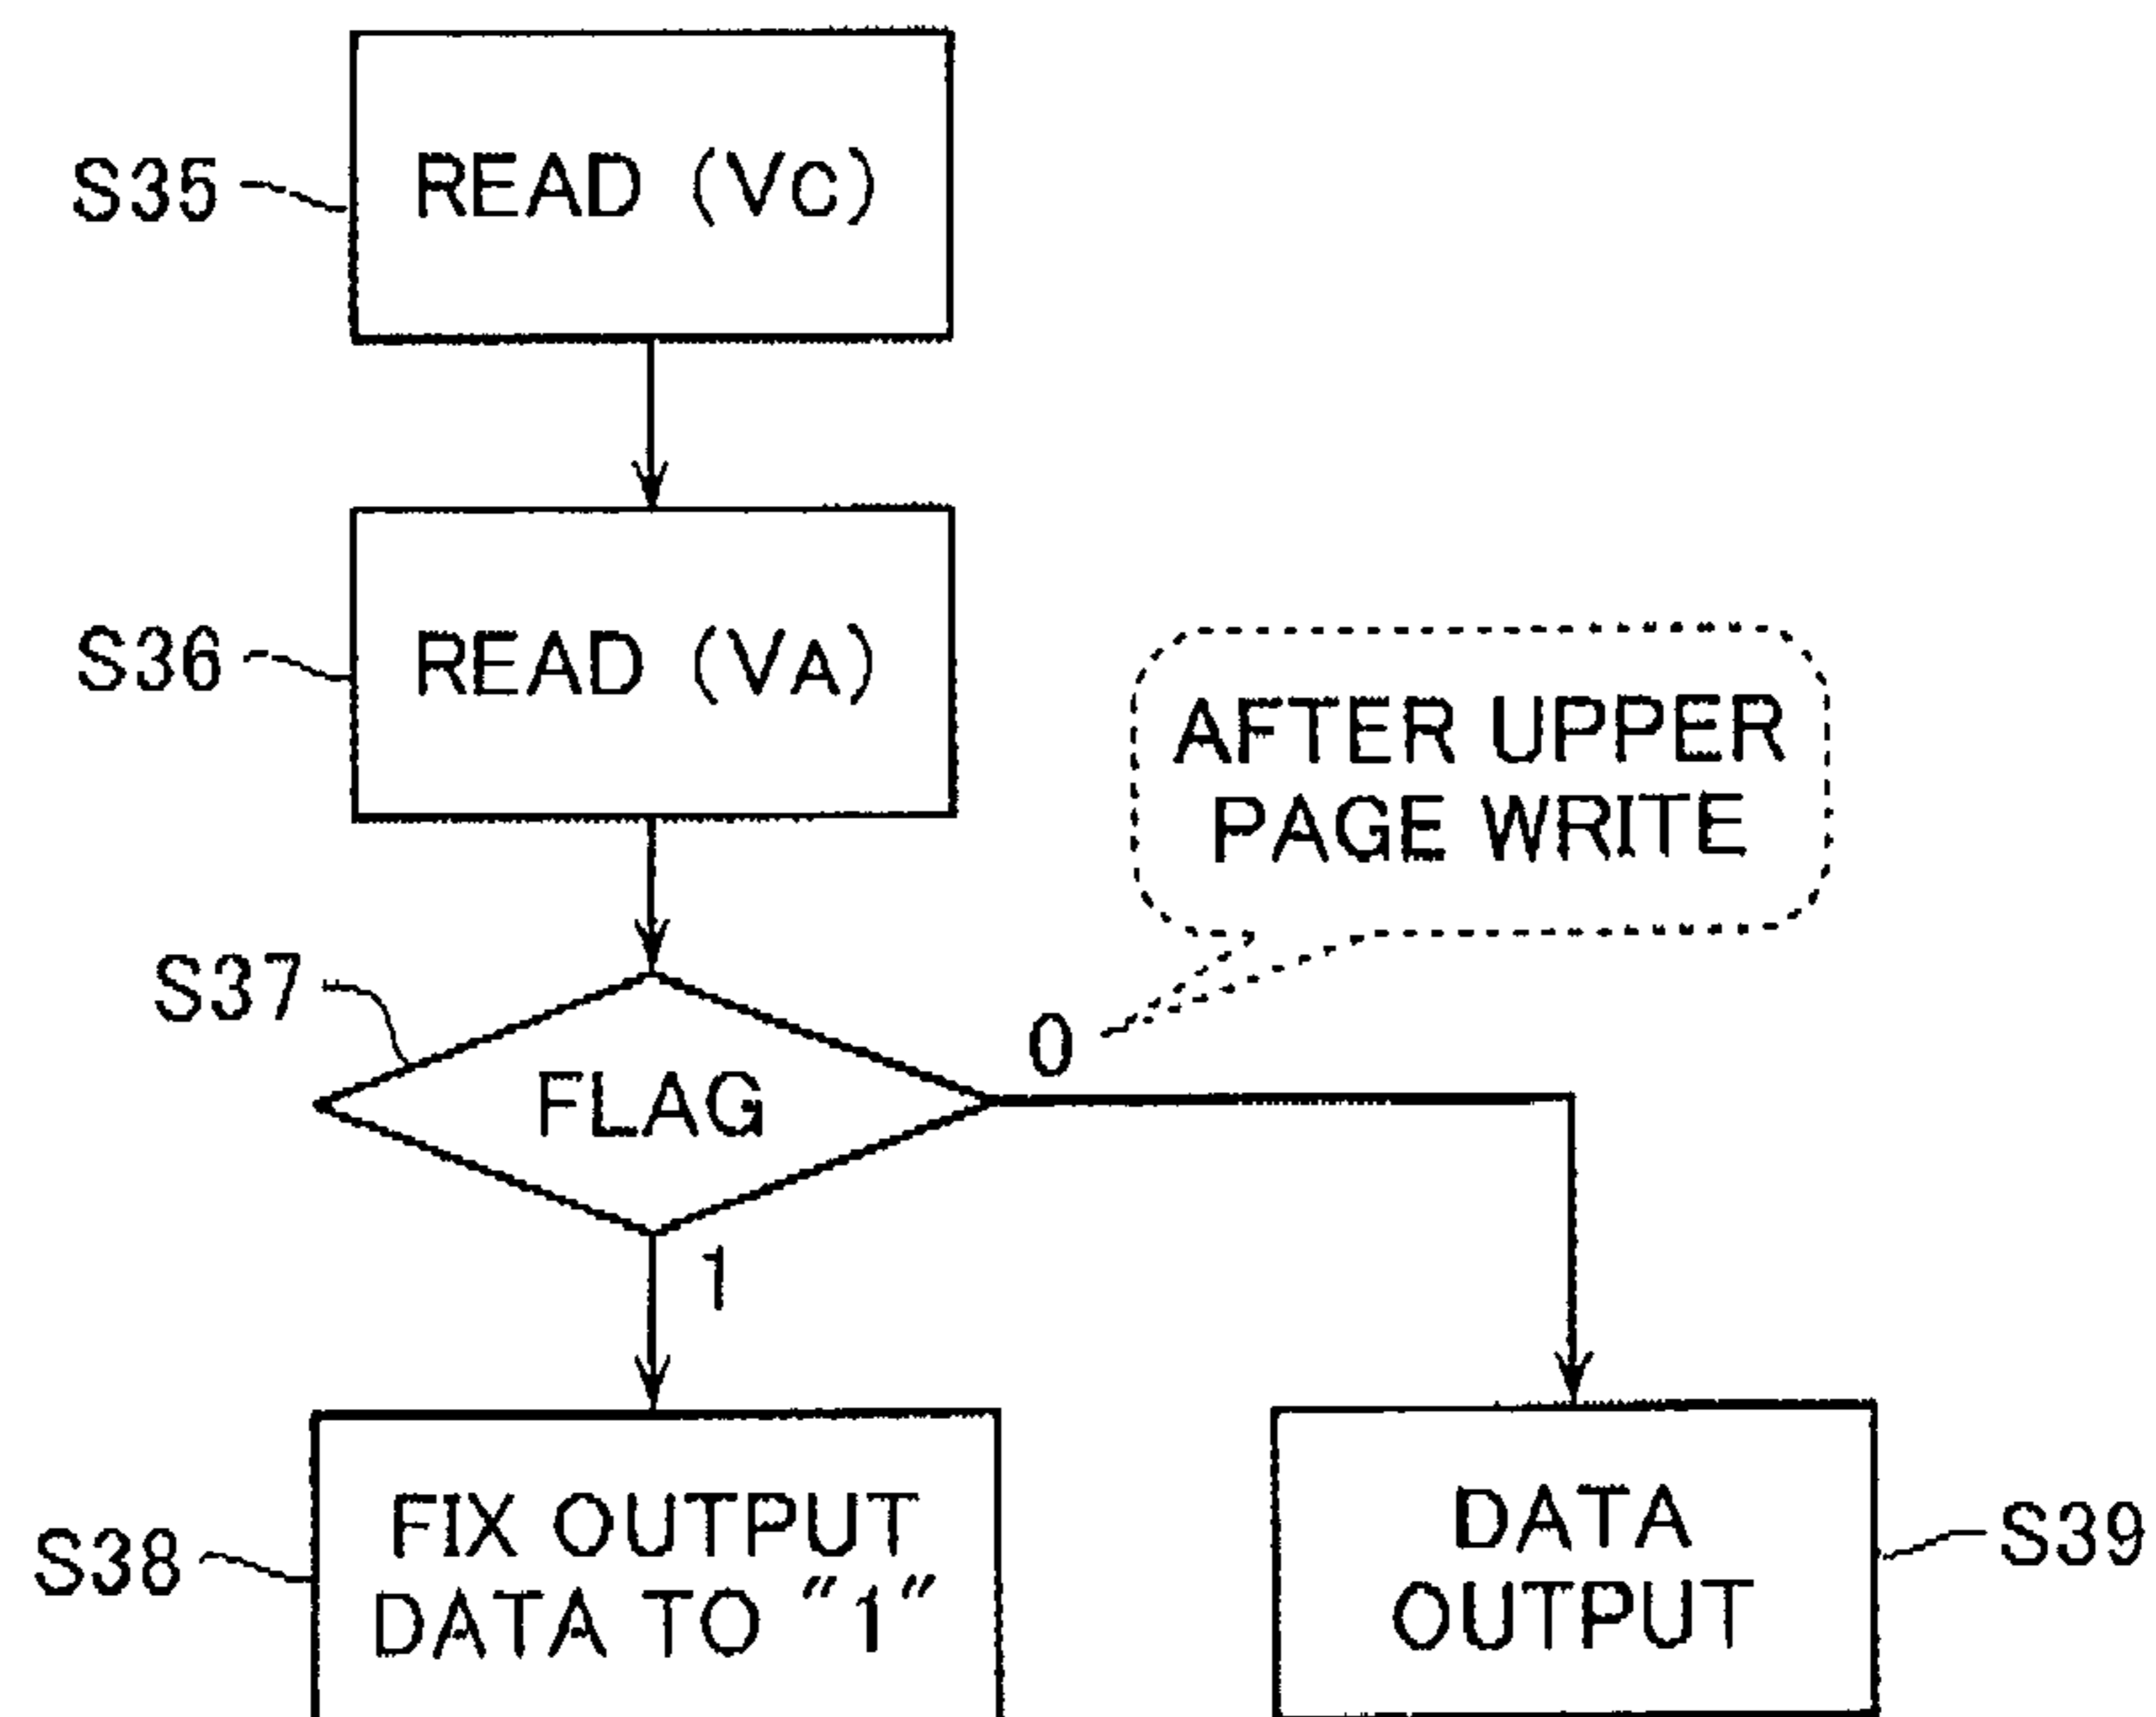 S35
READ (VC)
S36
READ (VA)
AFTER UPPER
PAGE WRITE
S37
FLAG
0
1
S38
FIX OUTPUT
DATA TO "1"
DATA
OUTPUT
S39